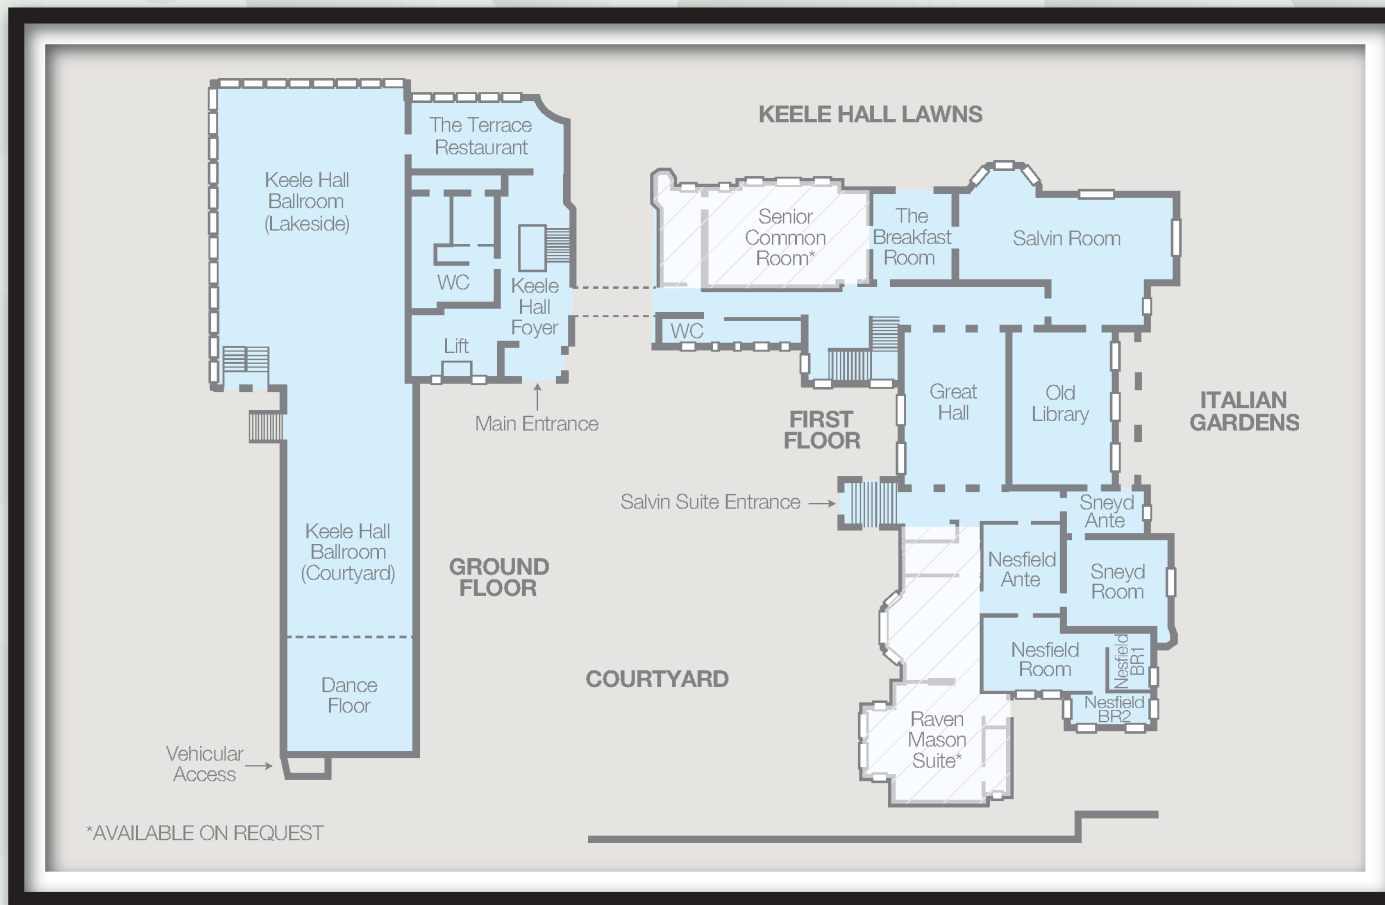 KEELE HALL LAWNS
The Terrace
Restaurant
Keele Hall
Ballroom
(Lakeside)
WC
Keele
Hall
Foyer
Lift
Main Entrance
Senior
Common
Room*
The
Breakfast
Room
Salvin Room
WC
FIRST
FLOOR
Great
Hall
Old
Library
ITALIAN
GARDENS
Salvin Suite Entrance
Sneyd
Ante
Keele Hall
Ballroom
(Courtyard)
GROUND
FLOOR
Nesfield
Ante
Sneyd
Room
Nesfield
Room
Nesfield
BR1
Nesfield
BR2
COURTYARD
Dance
Floor
Raven
Mason
Suite*
Vehicular
Access
*AVAILABLE ON REQUEST